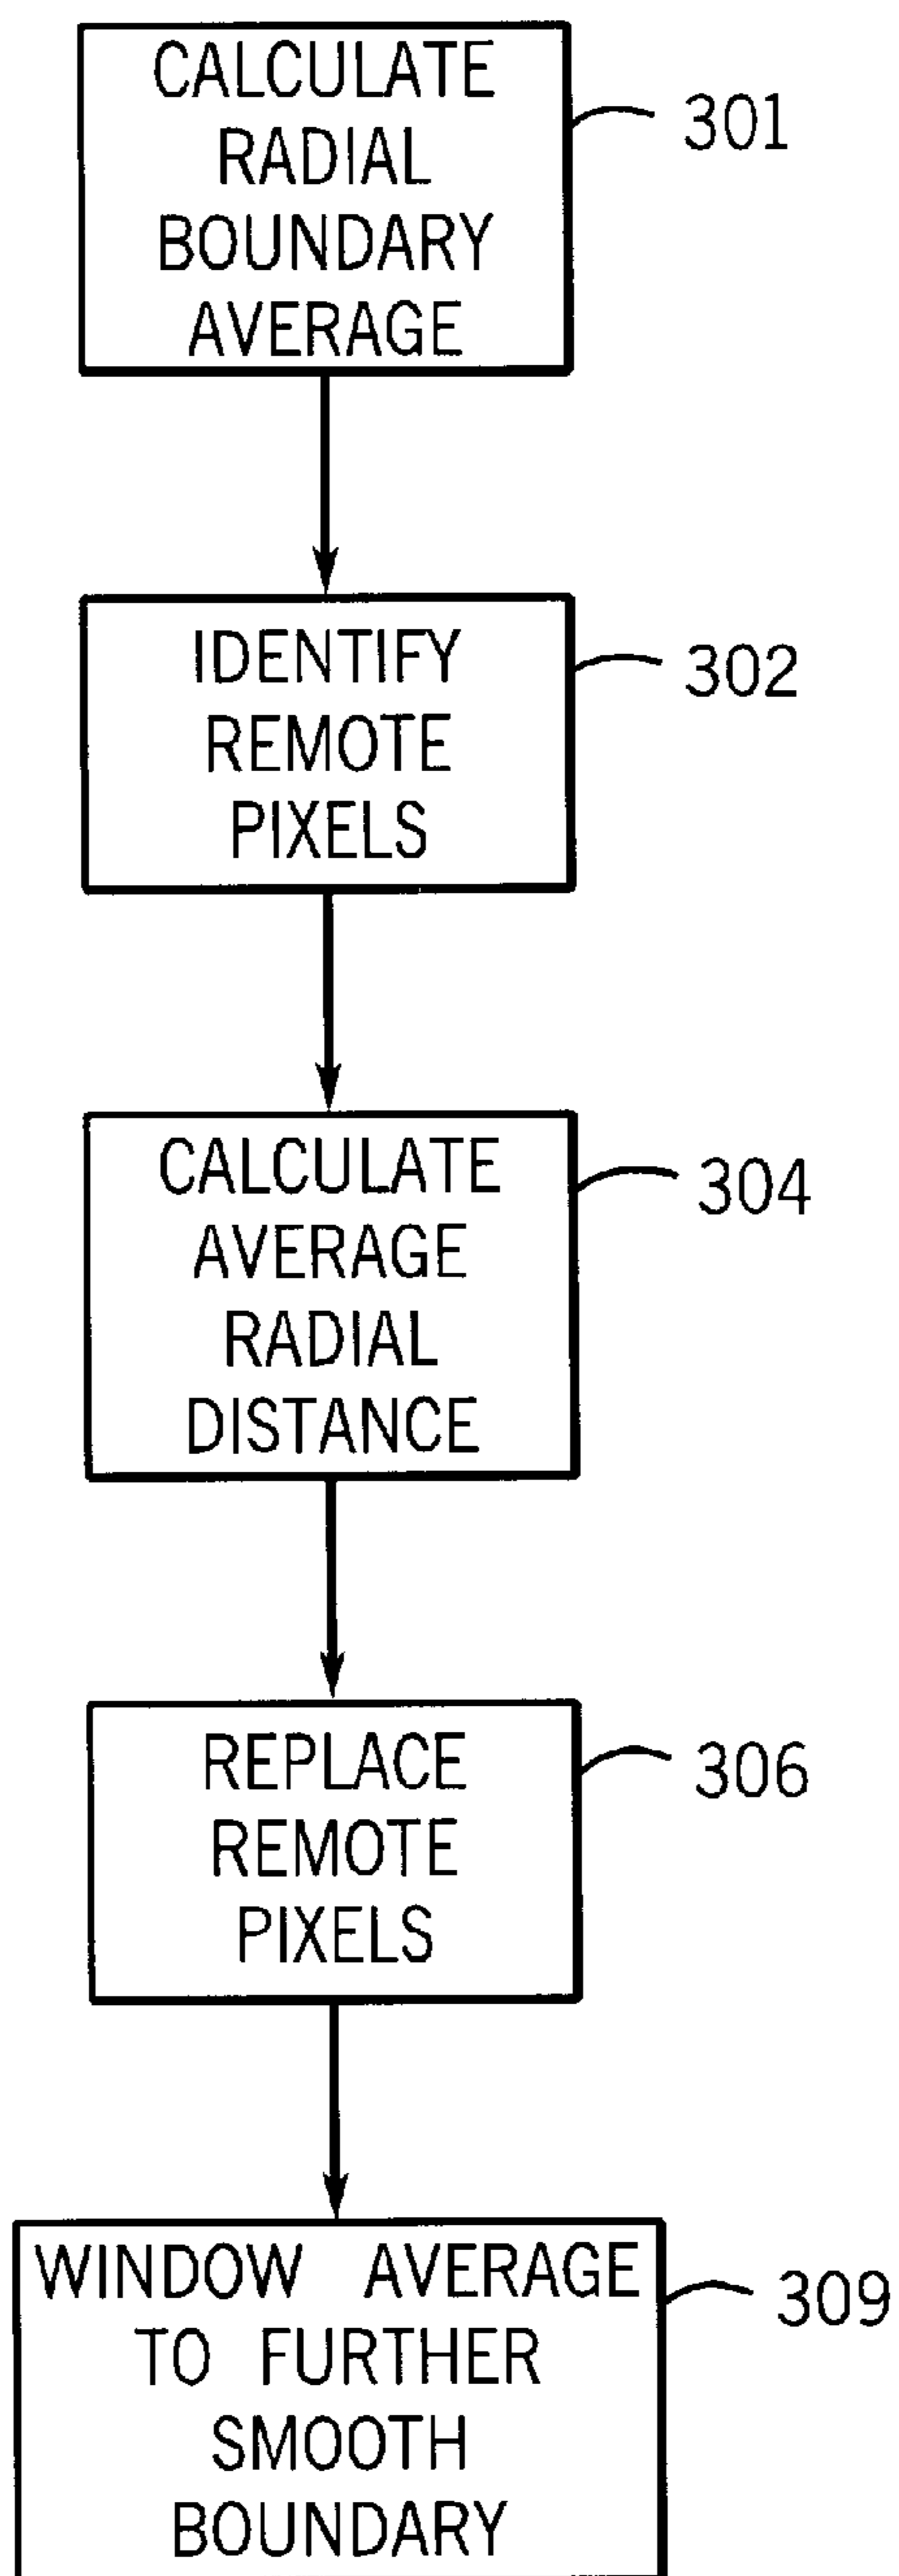 CALCULATE
RADIAL
BOUNDARY
AVERAGE
301
IDENTIFY
REMOTE
PIXELS
302
CALCULATE
AVERAGE
RADIAL
DISTANCE
304
REPLACE
REMOTE
PIXELS
306
WINDOW AVERAGE
TO FURTHER
SMOOTH
BOUNDARY
309